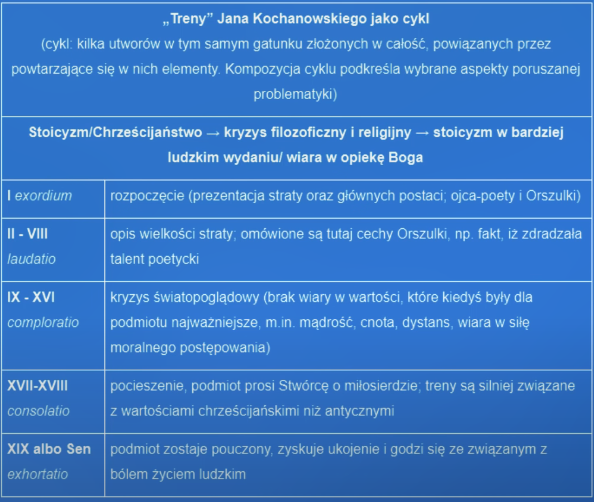 „Treny” Jana Kochanowskiego jako cykl
(cykl: kilka utworów w tym samym gatunku złożonych w całość, powiązanych przez
powtarzające się w nich elementy. Kompozycja cyklu podkreśla wybrane aspekty poruszanej
problematyki)
Stoicyzm/Chrześcijaństwo → kryzys filozoficzny i religijny → stoicyzm w bardziej
ludzkim wydaniu/ wiara w opiekę Boga
I exordium
rozpoczęcie (prezentacja straty oraz głównych postaci; ojca-poety i Orszulki)
II - VIII
laudatio
opis wielkości straty; omówione są tutaj cechy Orszulki, np. fakt, iż zdradzała
talent poetycki
IX - XVI
comploratio
kryzys światopoglądowy (brak wiary w wartości, które kiedyś były dla
podmiotu najważniejsze, m.in. mądrość, cnota, dystans, wiara w siłę
moralnego postępowania)
XVII-XVIII
consolatio
pocieszenie, podmiot prosi Stwórcę o miłosierdzie; treny są silniej związane
z wartościami chrześcijańskimi niż antycznymi
XIX albo Sen
exhortatio
podmiot zostaje pouczony, zyskuje ukojenie i godzi się ze związanym z
bólem życiem ludzkim